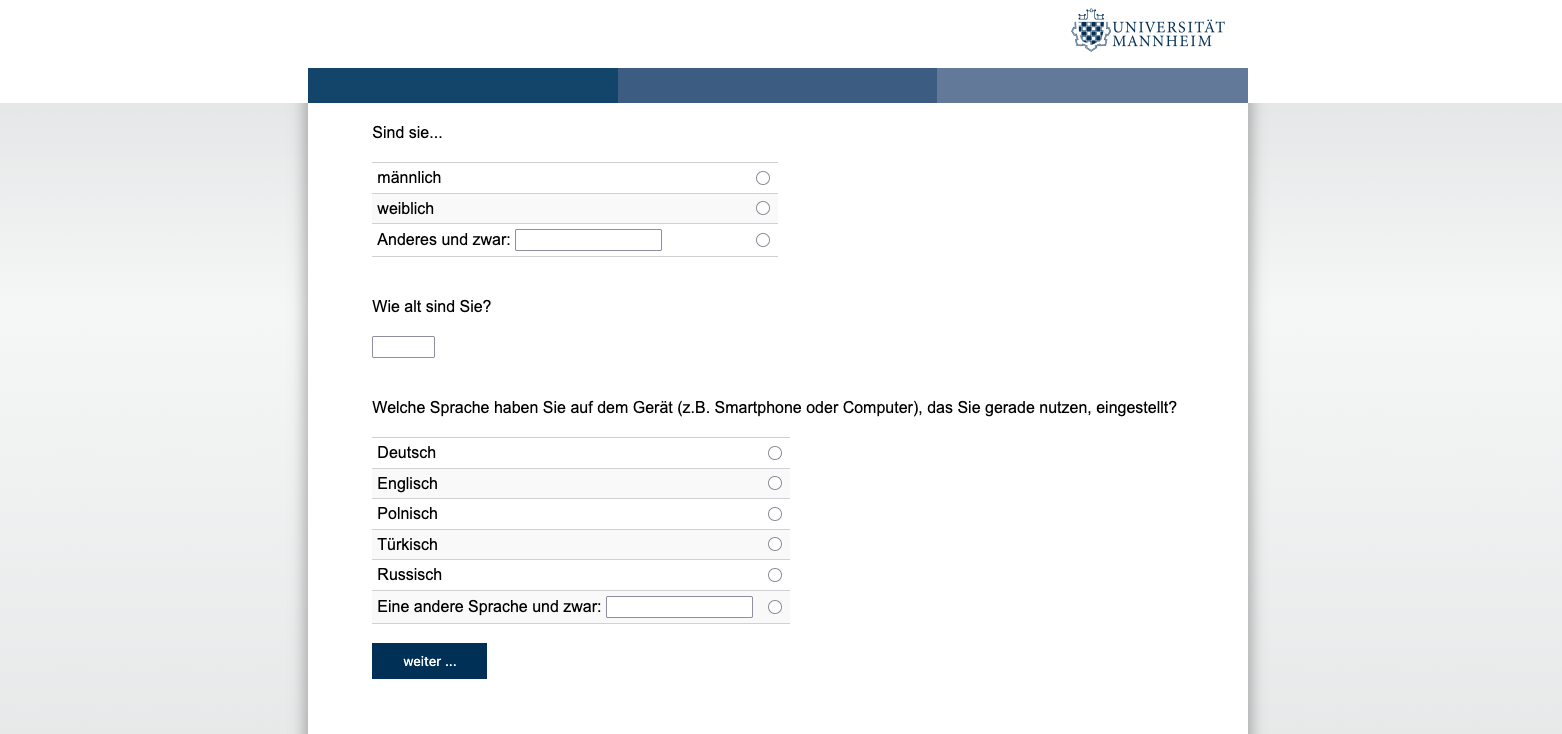 UNIVERSITÄT
MANNHEIM
Sind sie...
männlich
weiblich
Anderes und zwar:
Wie alt sind Sie?
Welche Sprache haben Sie auf dem Gerät (z.B. Smartphone oder Computer), das Sie gerade nutzen, eingestellt?
Deutsch
Englisch
Polnisch
Türkisch
Russisch
Eine andere Sprache und zwar:
weiter ...